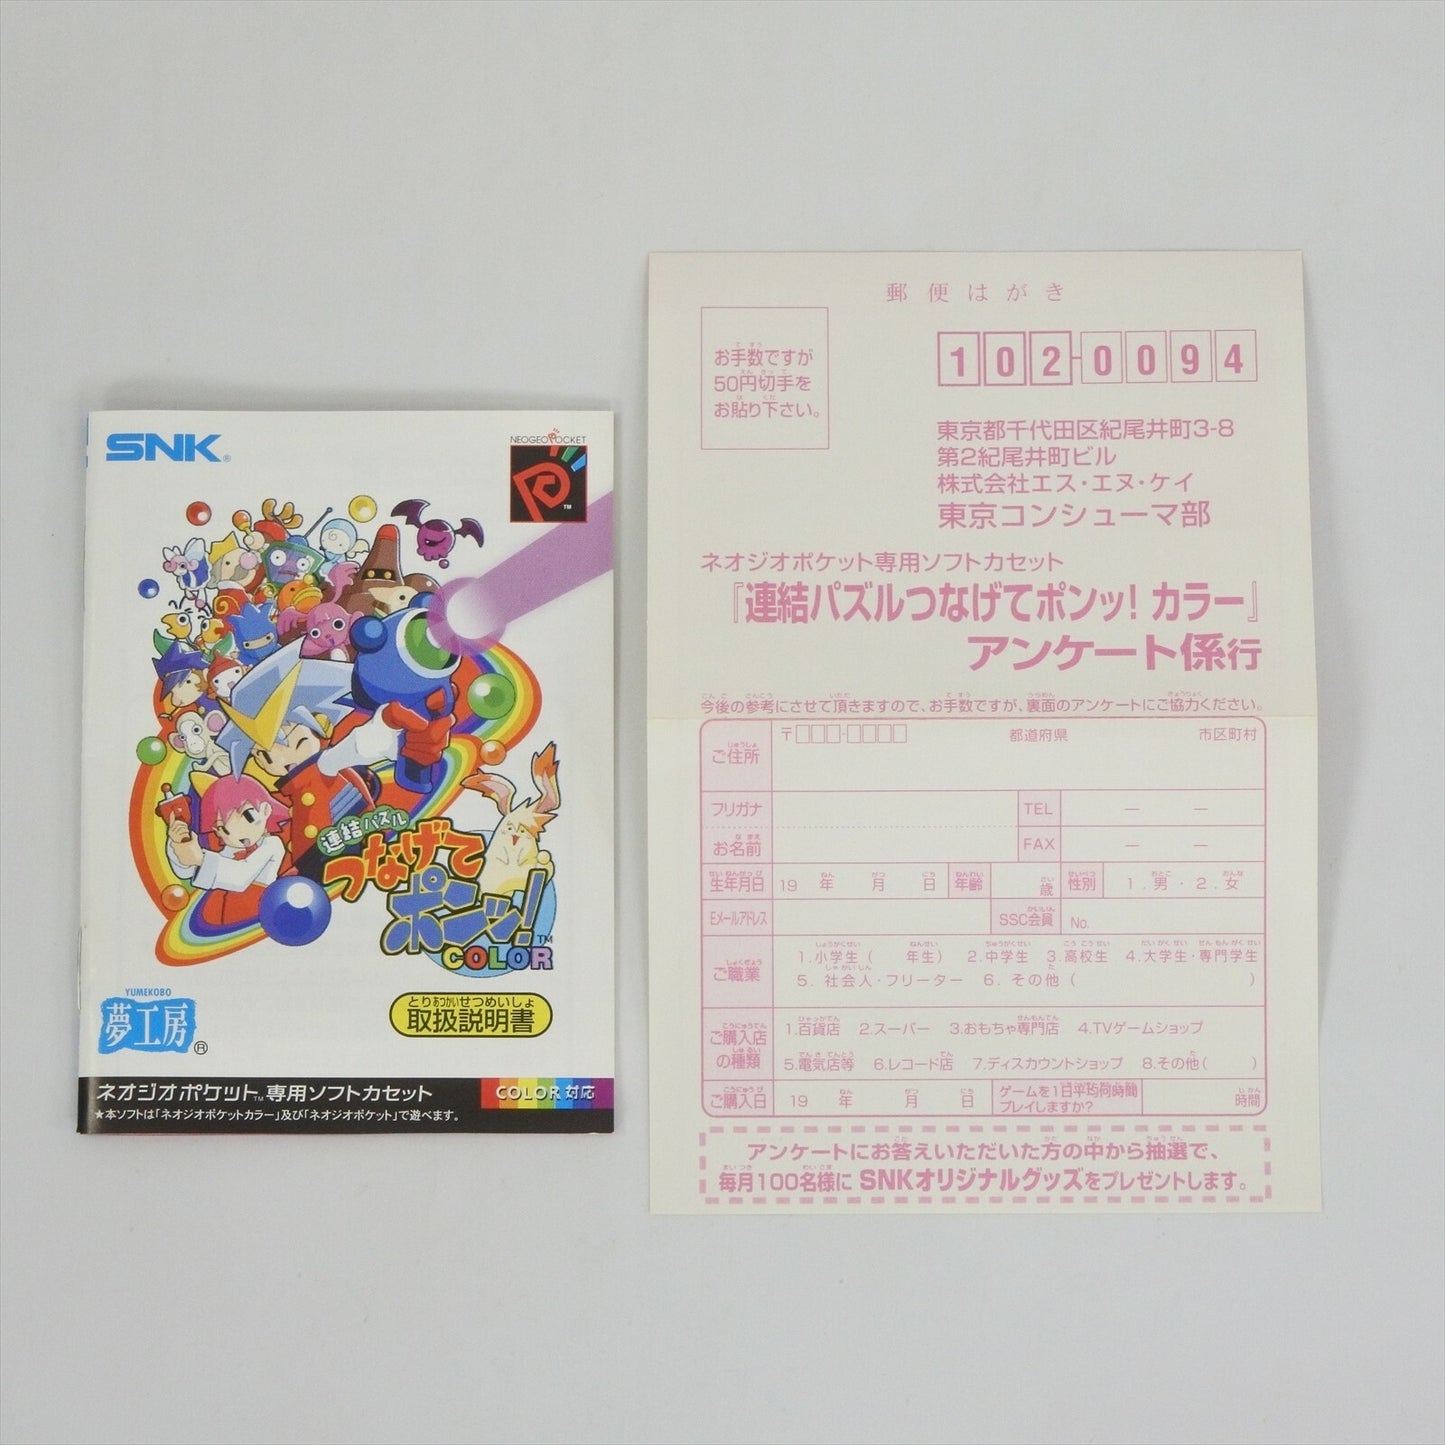 SNK®
NEOGEO POCKET
TM
連結パズル
つなげて
ポンッ!
COLOR
TM
とりあつかいせつめいしょ
取扱説明書
YUMEKOBO
夢工房®
ネオジオポケット™専用ソフトカセット
COLOR対応
★本ソフトは「ネオジオポケットカラー」及び「ネオジオポケット」で遊べます。
郵便はがき
お手数ですが
50円切手を
お貼り下さい。
102-0094
東京都千代田区紀尾井町3-8
第2紀尾井町ビル
株式会社エス・エヌ・ケイ
東京コンシューマ部
ネオジオポケット専用ソフトカセット
『連結パズルつなげてポンッ! カラー』
アンケート係行
今後の参考にさせて頂きますので、お手数ですが、裏面のアンケートにご協力ください。
ご住所 〒□□□-□□□□ 都道府県 市区町村
フリガナ TEL — —
お名前 FAX — —
生年月日 19 年 月 日 年齢 歳 性別 1.男・2.女
Eメールアドレス SSC会員 No.
ご職業 1.小学生( 年生) 2.中学生 3.高校生 4.大学生・専門学生
5.社会人・フリーター 6.その他( )
ご購入店の種類 1.百貨店 2.スーパー 3.おもちゃ専門店 4.TVゲームショップ
5.電気店等 6.レコード店 7.ディスカウントショップ 8.その他( )
ご購入日 19 年 月 日 ゲームを1日平均何時間プレイしますか? 時間
アンケートにお答えいただいた方の中から抽選で、
毎月100名様に SNKオリジナルグッズをプレゼントします。